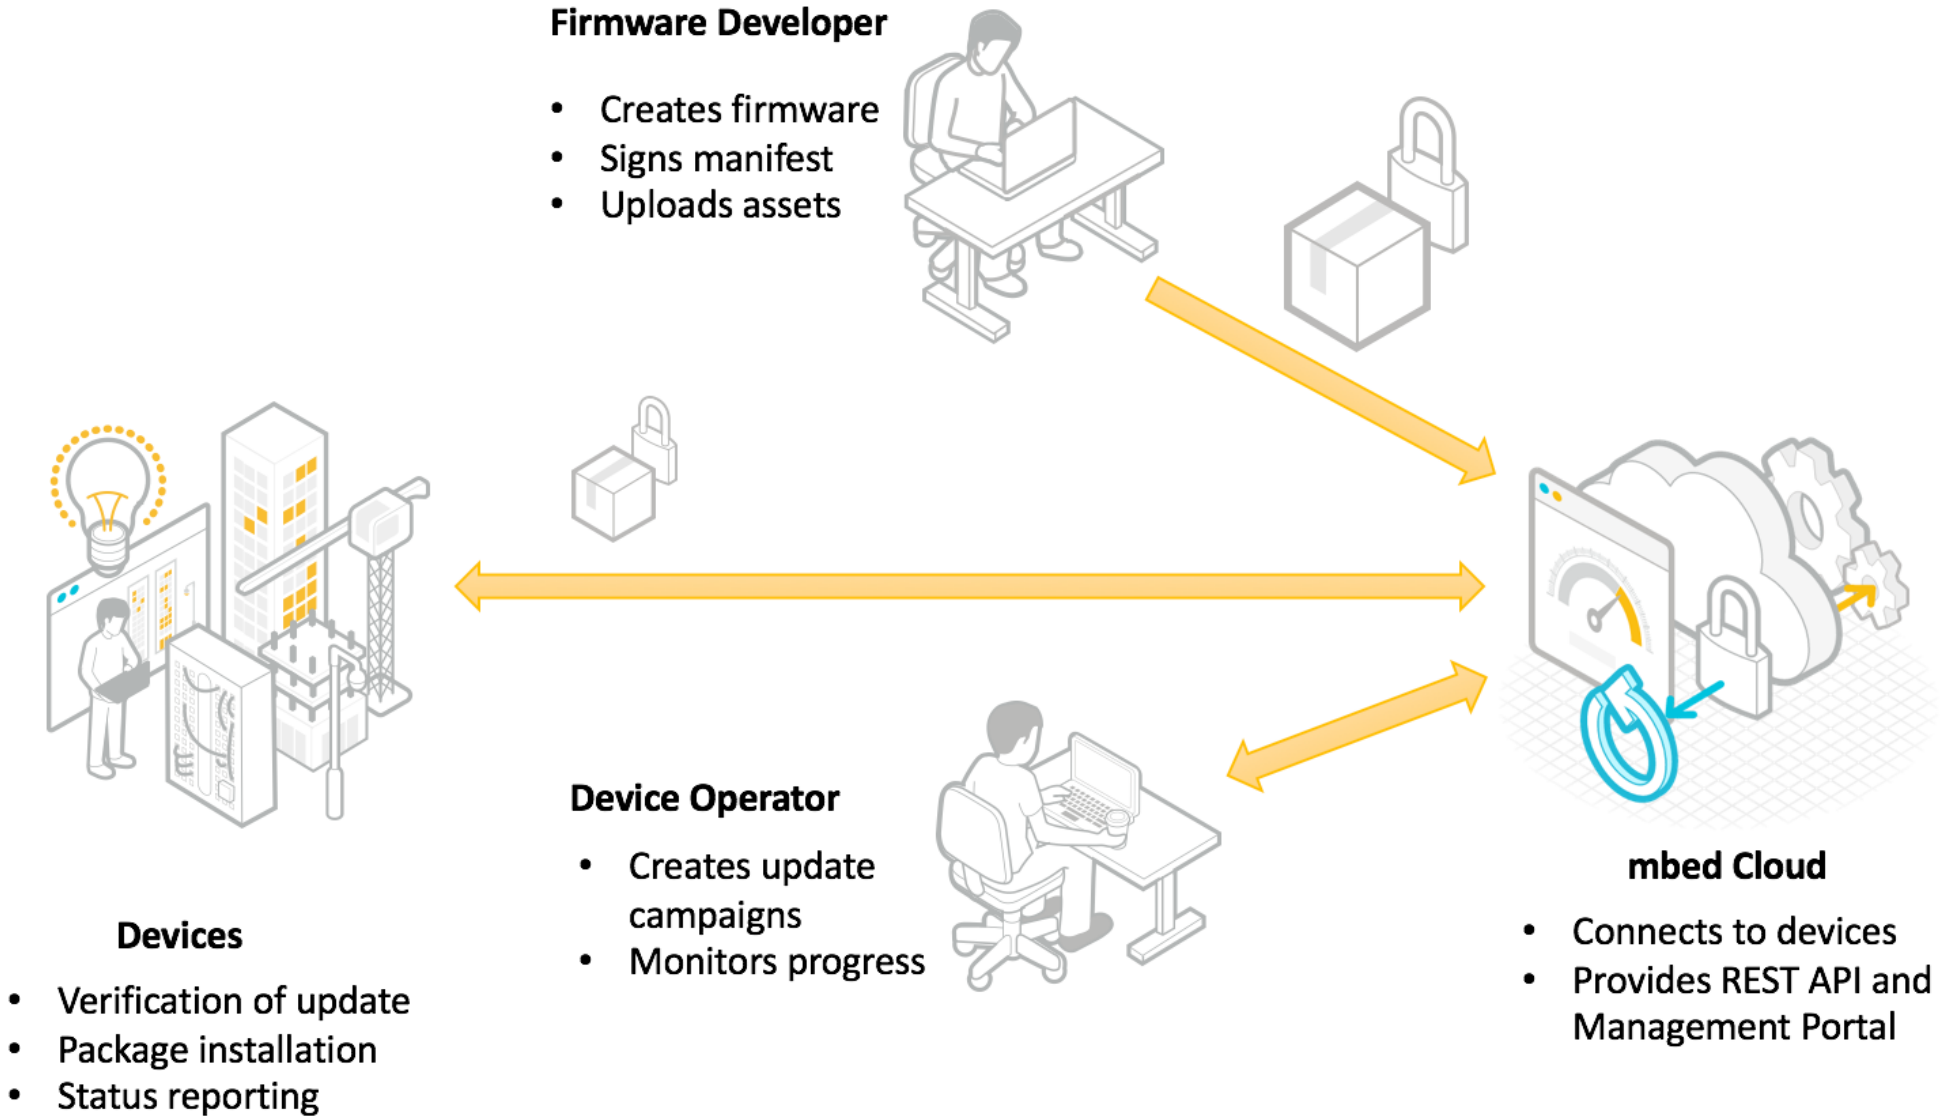 Firmware Developer
• Creates firmware
• Signs manifest
• Uploads assets
Device Operator
• Creates update
campaigns
• Monitors progress
mbed Cloud
• Connects to devices
• Provides REST API and
Management Portal
Devices
• Verification of update
• Package installation
• Status reporting